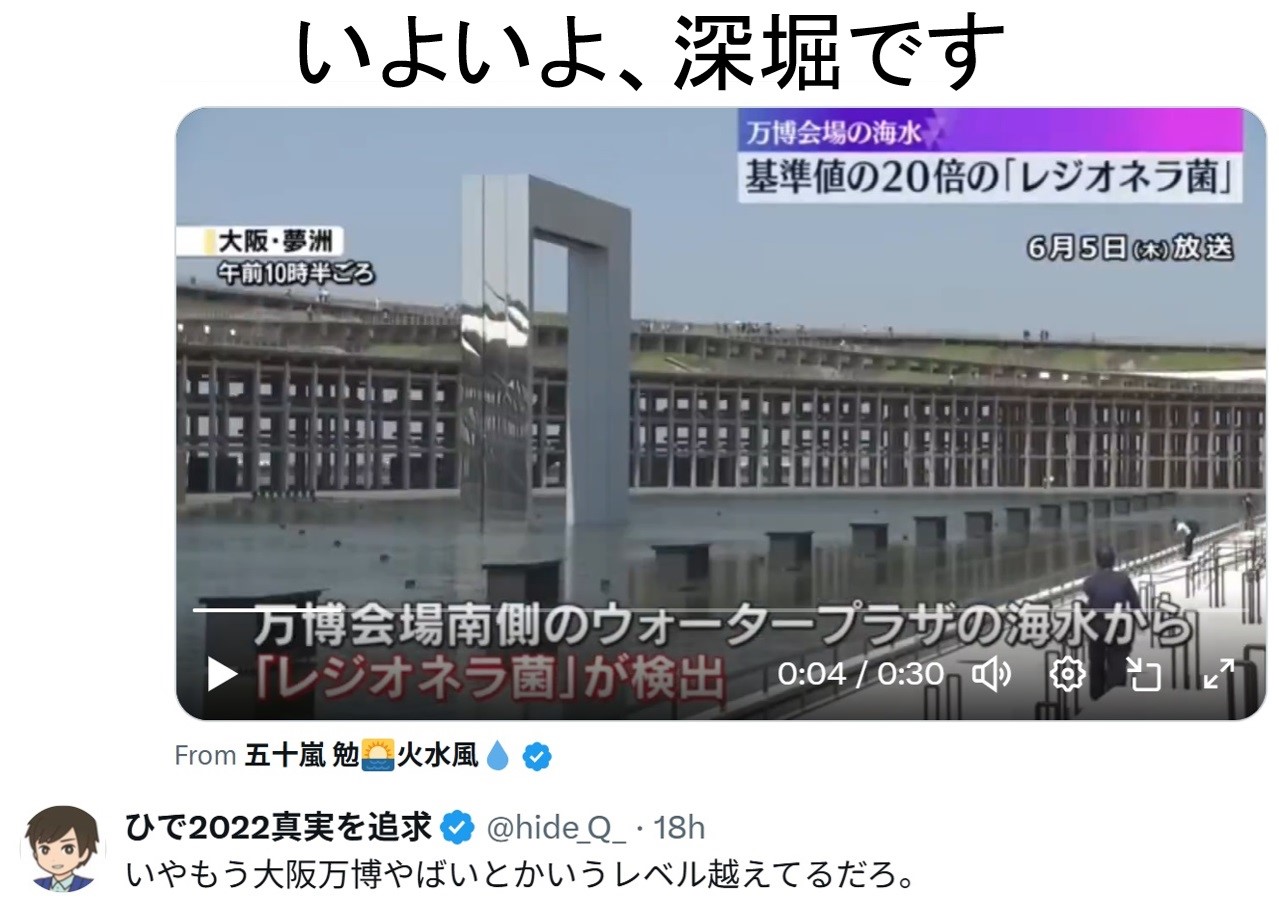 いよいよ、深堀です
万博会場の海水
基準値の20倍の「レジオネラ菌」
大阪・夢洲
午前10時半ごろ
6月5日(木)放送
万博会場南側のウォータープラザの海水から
「レジオネラ菌」が検出
0:04 / 0:30
From 五十嵐 勉🌅火水風💧
ひで2022真実を追求 @hide_Q_ · 18h
いやもう大阪万博やばいとかいうレベル越えてるだろ。